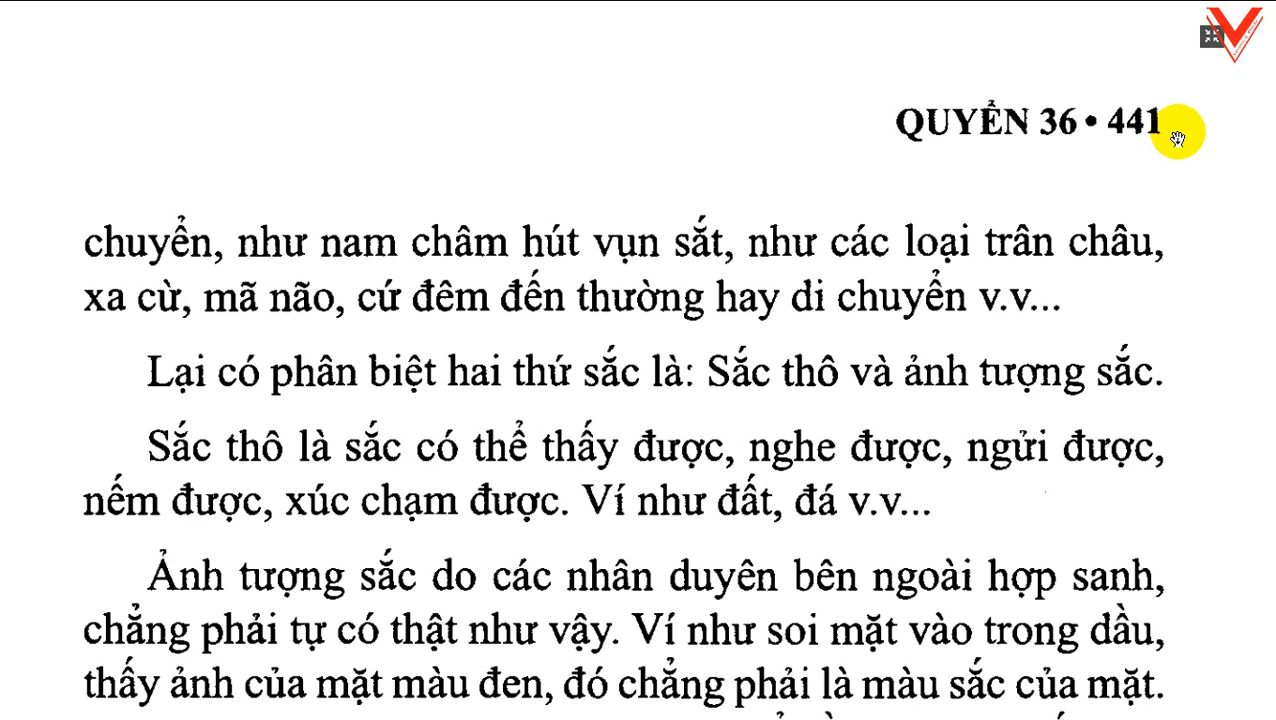 QUYỂN 36 • 441
chuyển, như nam châm hút vụn sắt, như các loại trân châu,
xa cừ, mã não, cứ đêm đến thường hay di chuyển v.v...
Lại có phân biệt hai thứ sắc là: Sắc thô và ảnh tượng sắc.
Sắc thô là sắc có thể thấy được, nghe được, ngửi được,
nếm được, xúc chạm được. Ví như đất, đá v.v...
Ảnh tượng sắc do các nhân duyên bên ngoài hợp sanh,
chẳng phải tự có thật như vậy. Ví như soi mặt vào trong dầu,
thấy ảnh của mặt màu đen, đó chẳng phải là màu sắc của mặt.